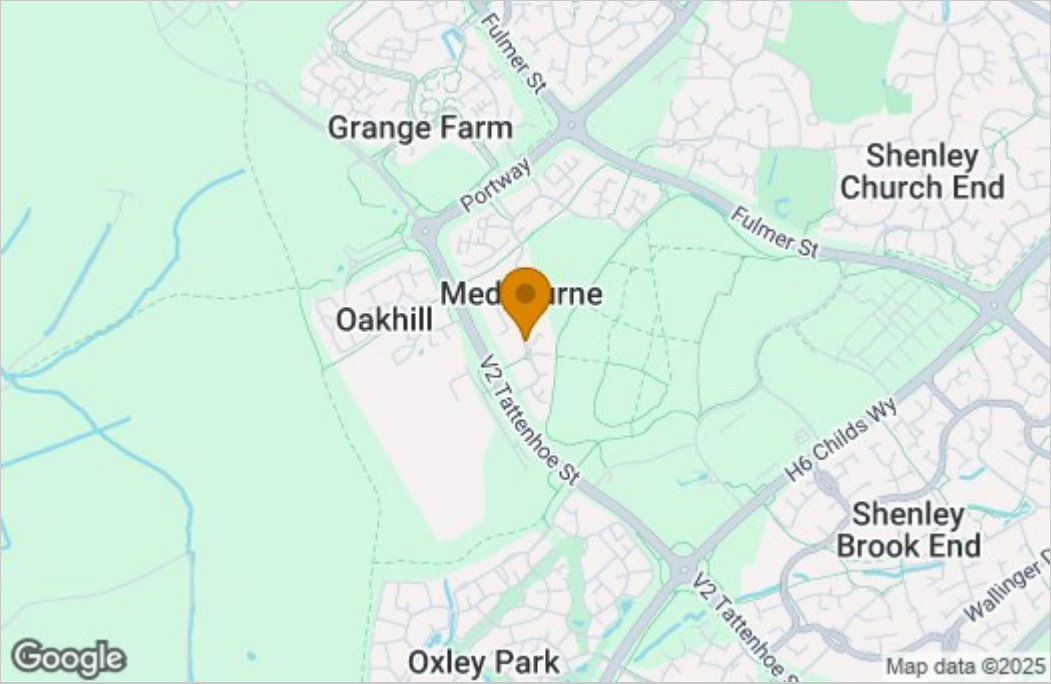 Fulmer St
Grange Farm
Portway
Shenley
Church End
Fulmer St
Oakhill
V2 Tattenhoe St
H6 Childs Wy
Shenley
Brook End
V2 Tattenhoe S
Wallinger D
Oxley Park
Google
Map data ©2025